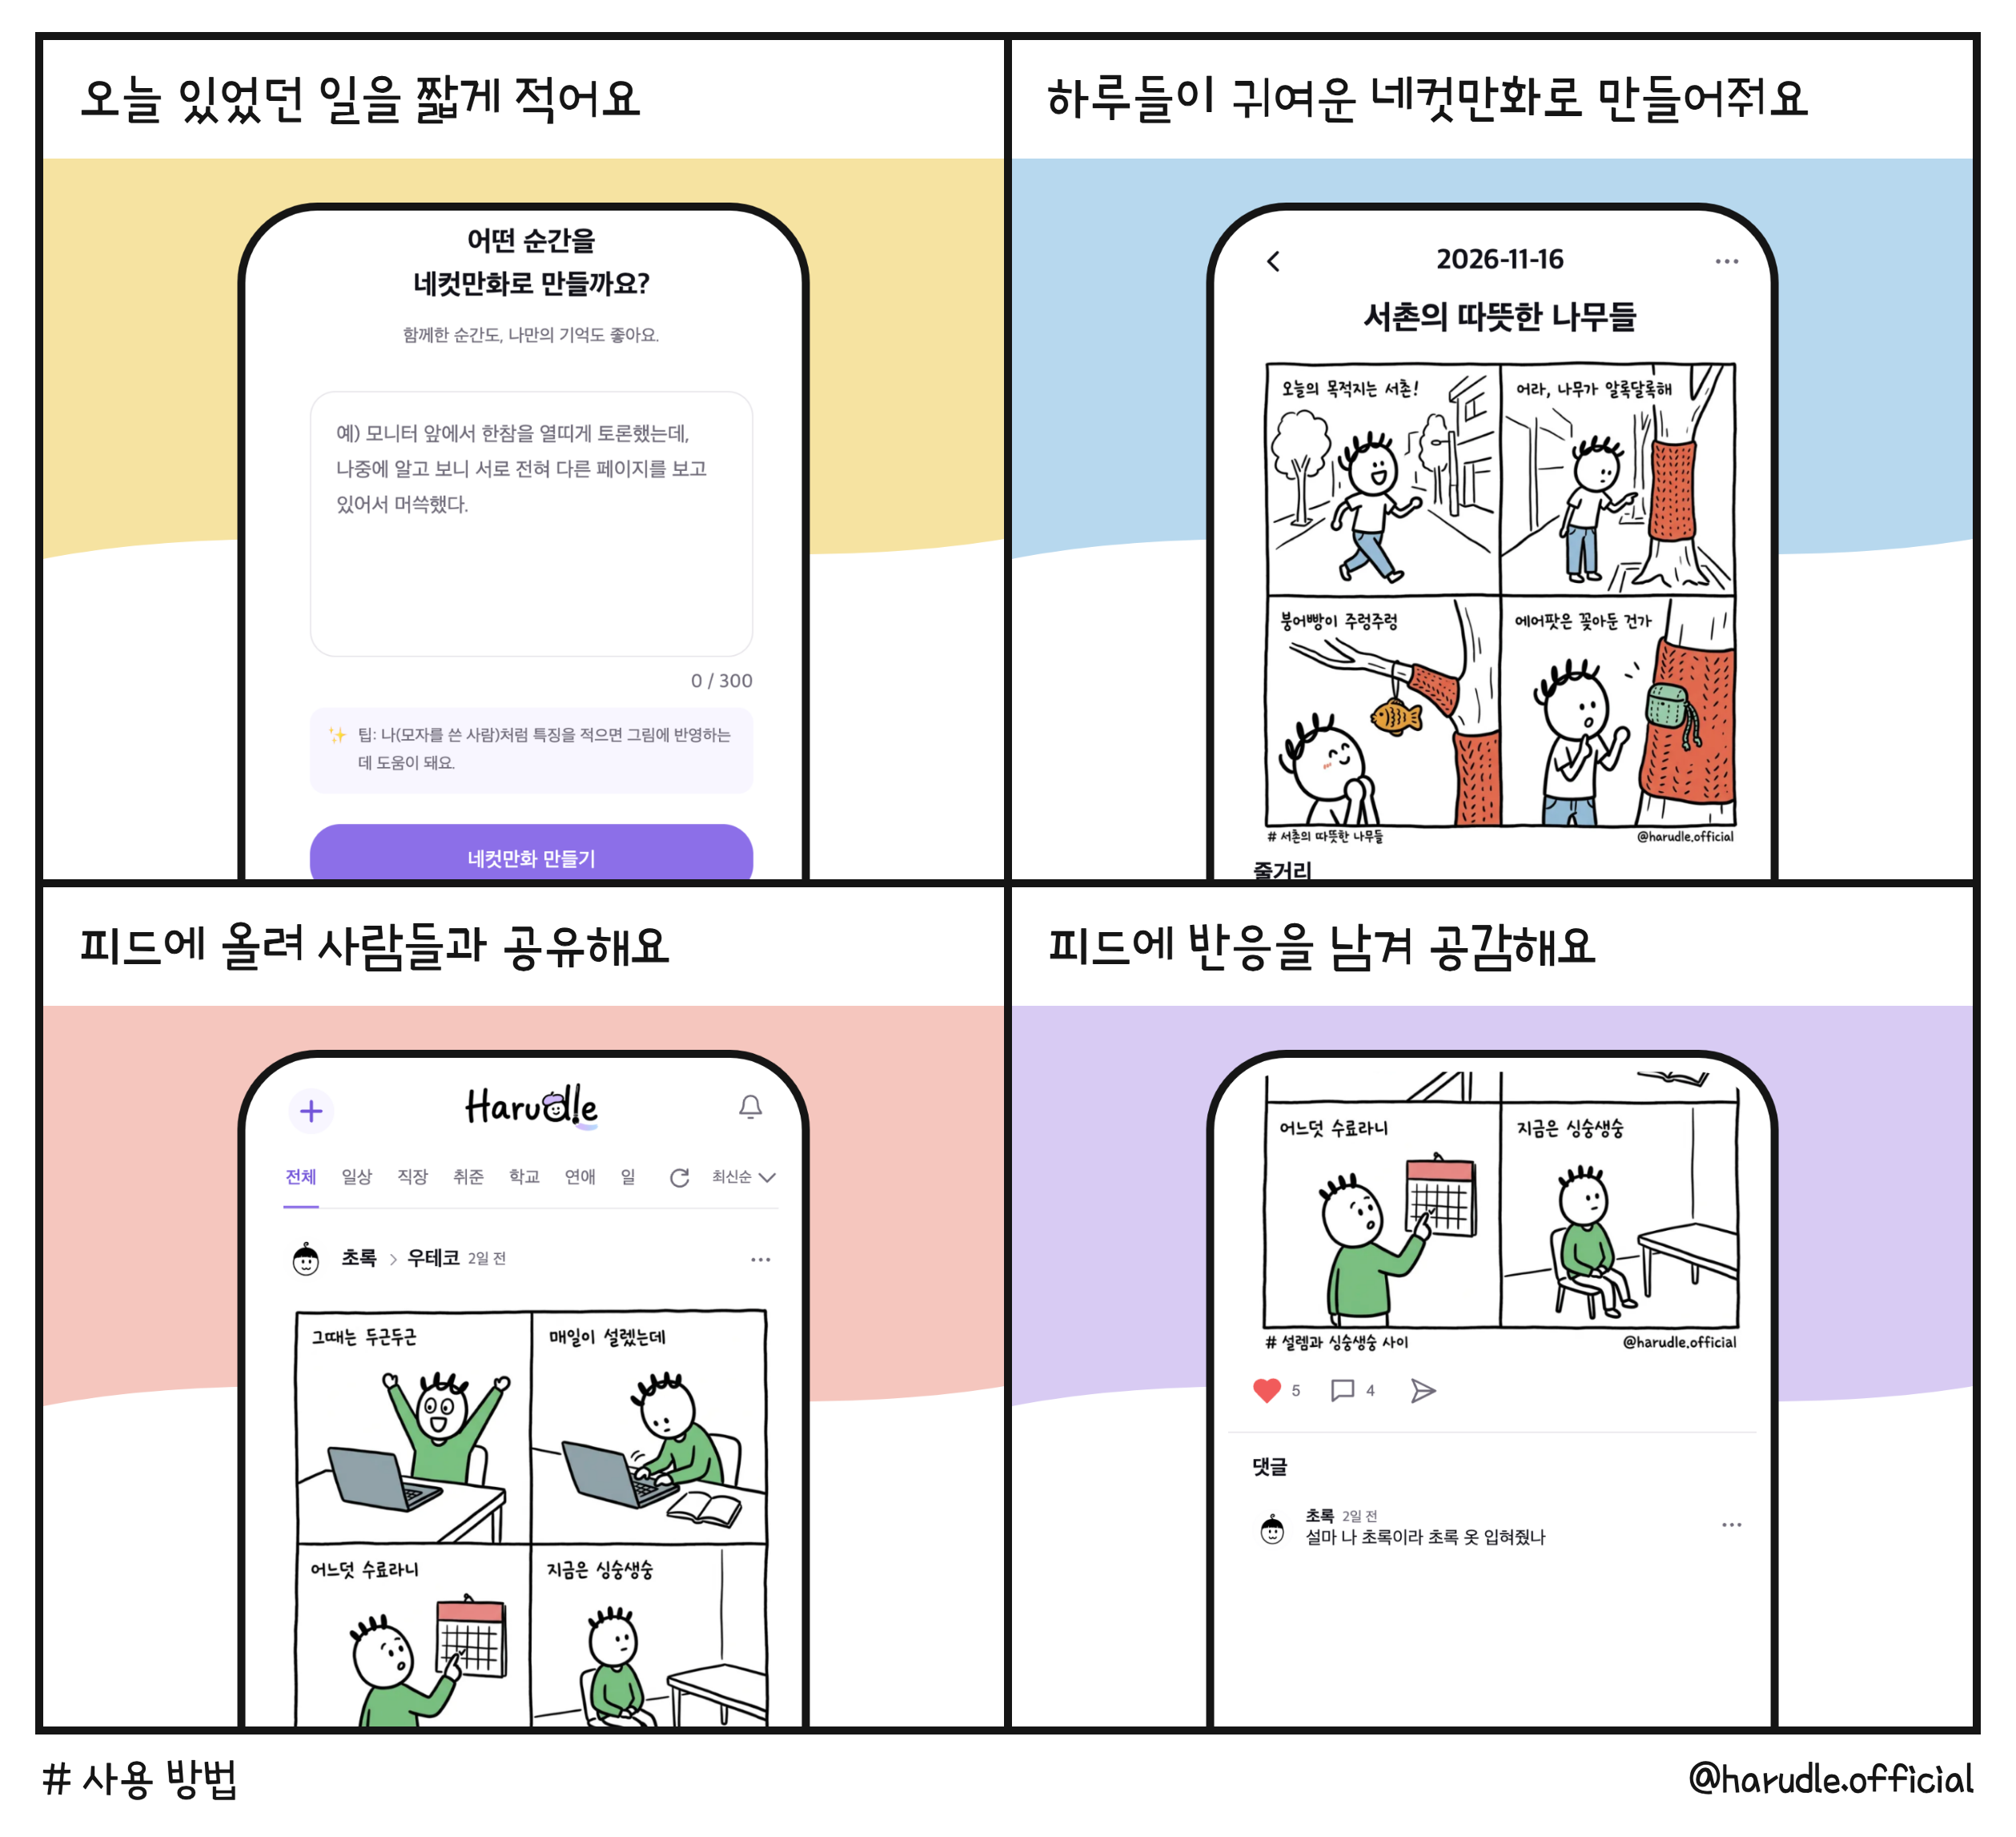 오늘 있었던 일을 짧게 적어요
어떤 순간을
네컷만화로 만들까요?
함께한 순간도, 나만의 기억도 좋아요.
예) 모니터 앞에서 한참을 열띠게 토론했는데,
나중에 알고 보니 서로 전혀 다른 페이지를 보고
있어서 머쓱했다.
0 / 300
✨ 팁: 나(모자를 쓴 사람)처럼 특징을 적으면 그림에 반영하는
데 도움이 돼요.
네컷만화 만들기
하루들이 귀여운 네컷만화로 만들어줘요
2026-11-16
서촌의 따뜻한 나무들
오늘의 목적지는 서촌!
어라, 나무가 알록달록해
붕어빵이 주렁주렁
에어팟은 꽂아둔 건가
# 서촌의 따뜻한 나무들
@harudle.official
줄거리
피드에 올려 사람들과 공유해요
Harudle
전체 일상 직장 취준 학교 연애 일 최신순
초록 > 우테코 2일 전
그때는 두근두근
매일이 설렜는데
어느덧 수료라니
지금은 싱숭생숭
피드에 반응을 남겨 공감해요
어느덧 수료라니
지금은 싱숭생숭
# 설렘과 싱숭생숭 사이
@harudle.official
5 4
댓글
초록 2일 전
설마 나 초록이라 초록 옷 입혀줬나
# 사용 방법
@harudle.official